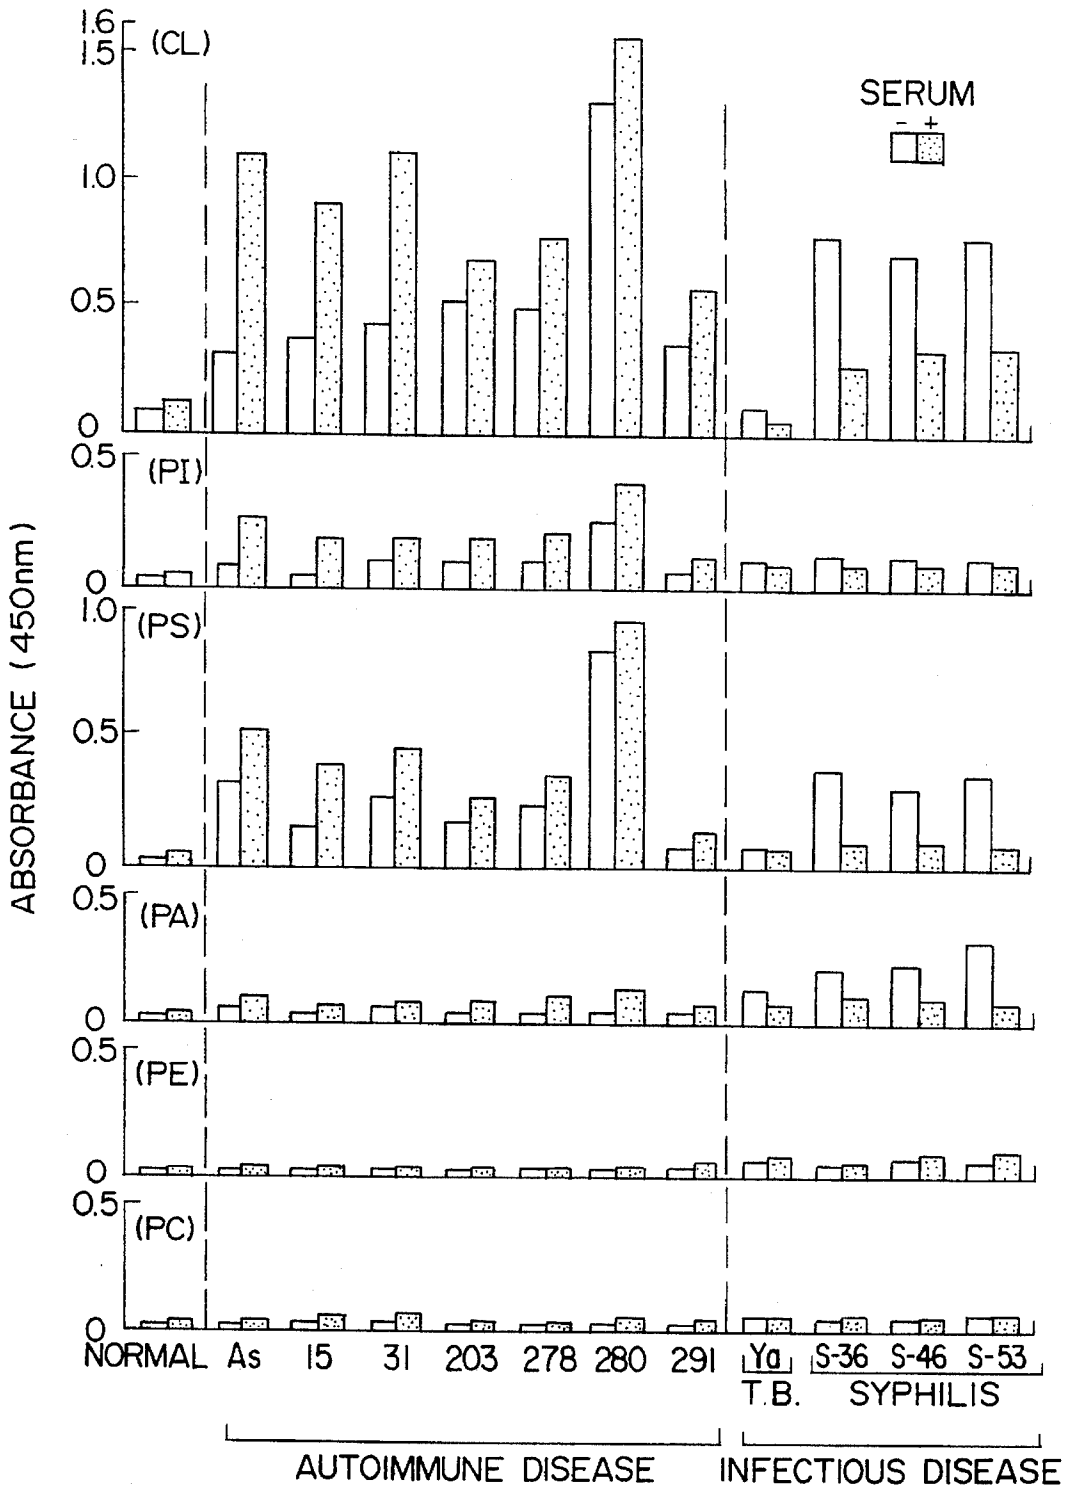 1.6
1.5
(CL)
SERUM
- +
1.0
0.5
0
0.5
(PI)
0
1.0
(PS)
0.5
0
0.5
(PA)
0
0.5
(PE)
0
0.5
(PC)
0
ABSORBANCE (450nm)
NORMAL As 15 31 203 278 280 291 Ya S-36 S-46 S-53
T.B. SYPHILIS
AUTOIMMUNE DISEASE INFECTIOUS DISEASE